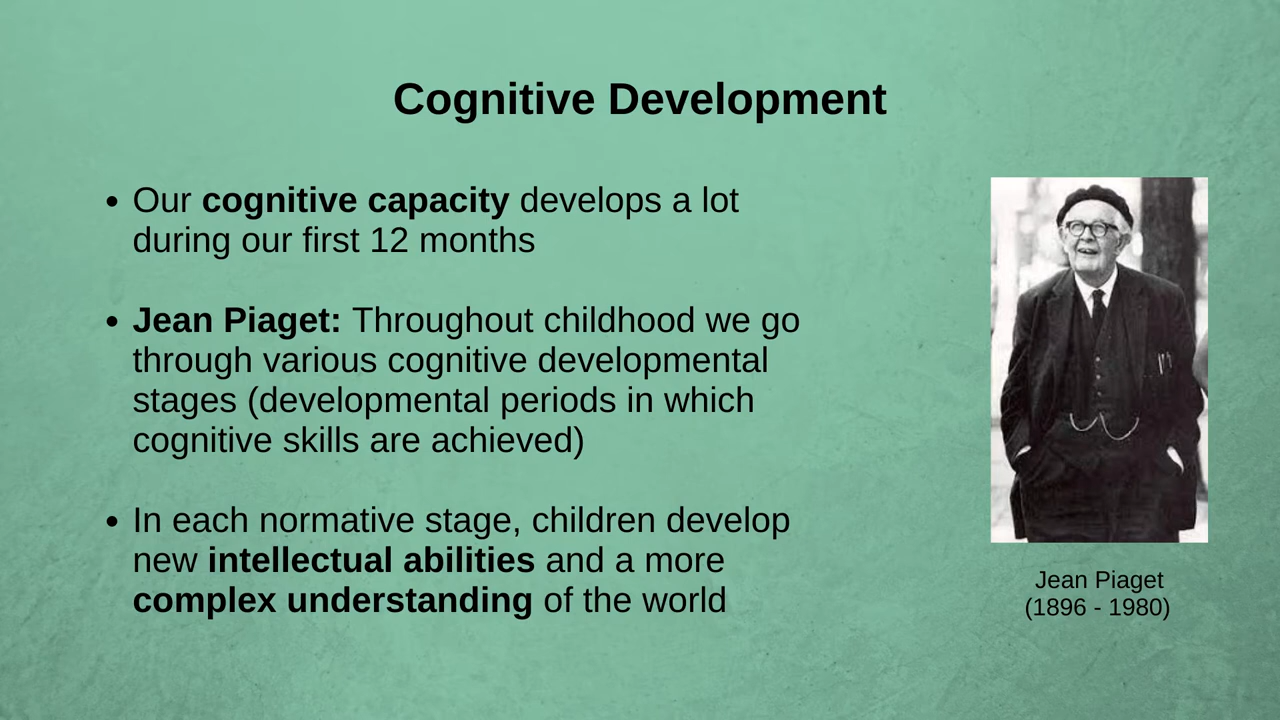 Cognitive Development
• Our cognitive capacity develops a lot
during our first 12 months
• Jean Piaget: Throughout childhood we go
through various cognitive developmental
stages (developmental periods in which
cognitive skills are achieved)
• In each normative stage, children develop
new intellectual abilities and a more
complex understanding of the world
Jean Piaget
(1896 - 1980)